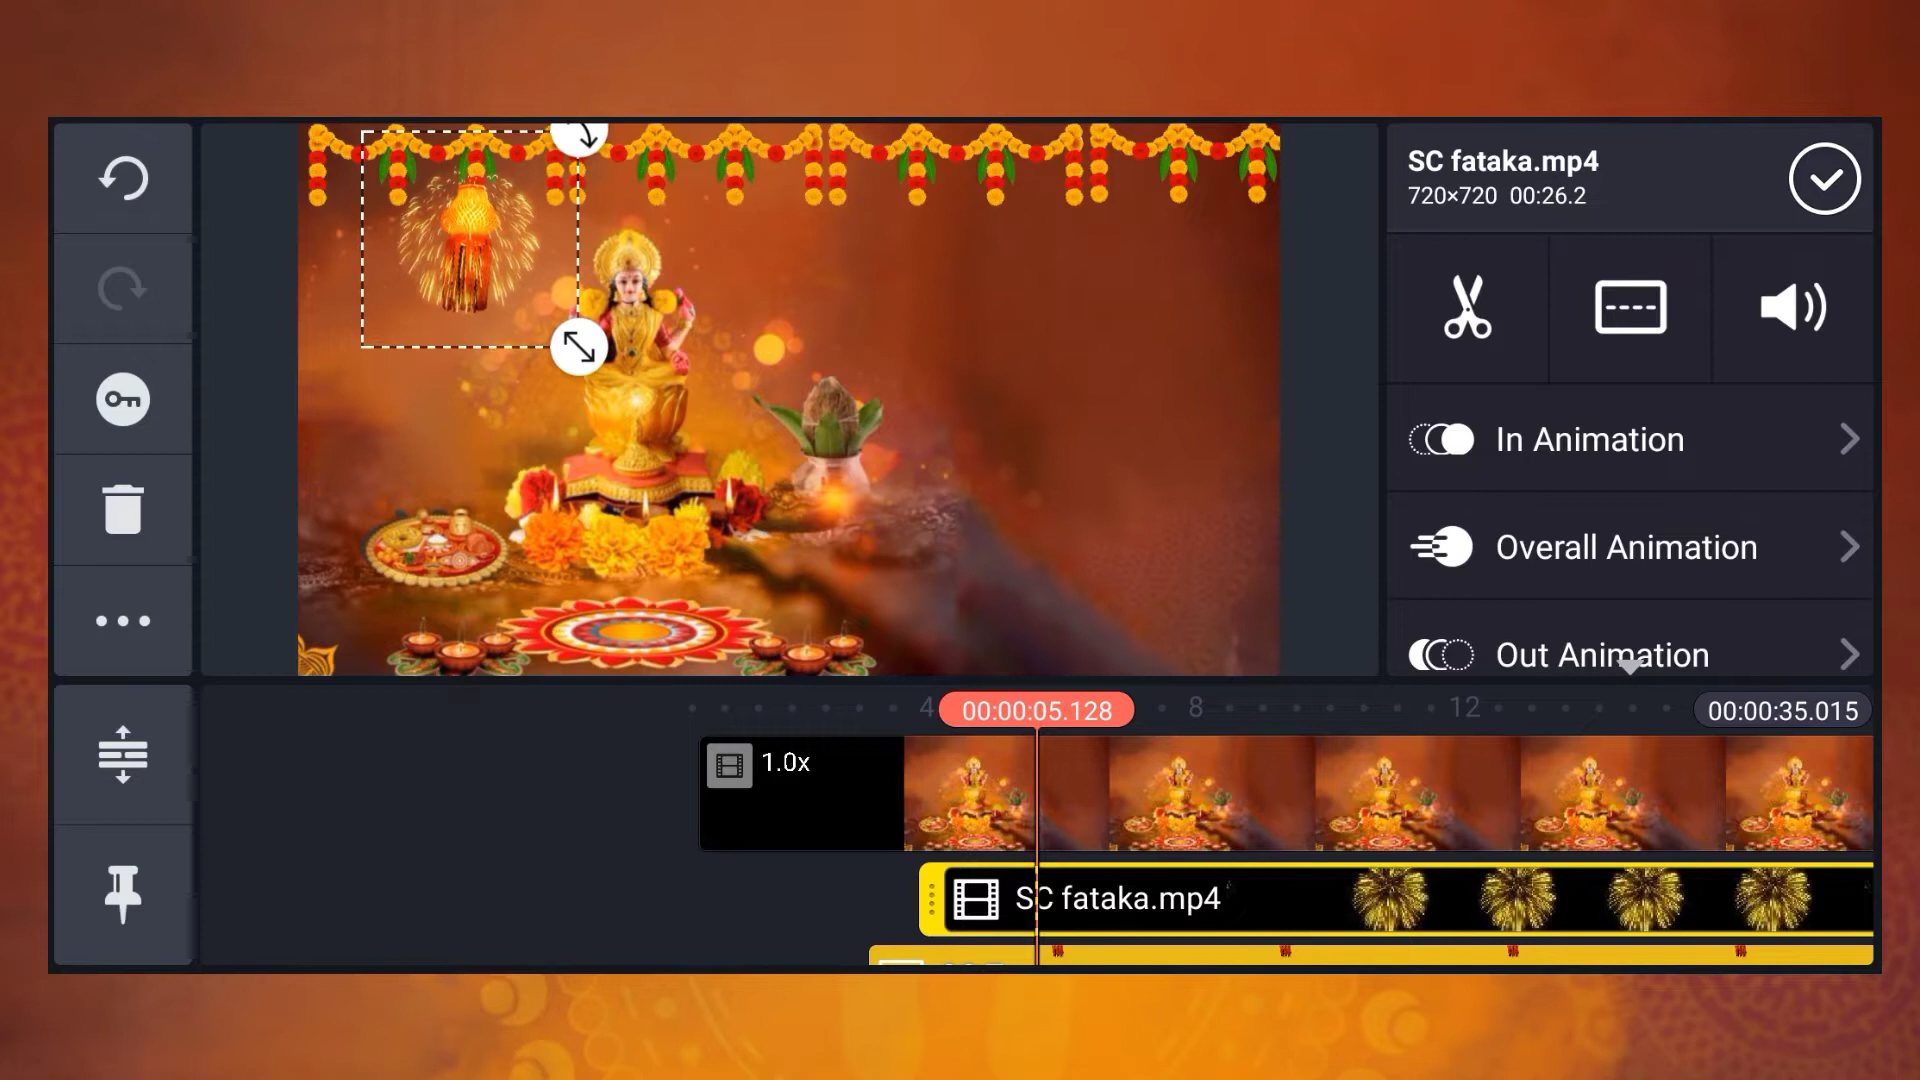 SC fataka.mp4
720×720 00:26.2
In Animation
Overall Animation
Out Animation
4
00:00:05.128
8
12
00:00:35.015
1.0x
SC fataka.mp4